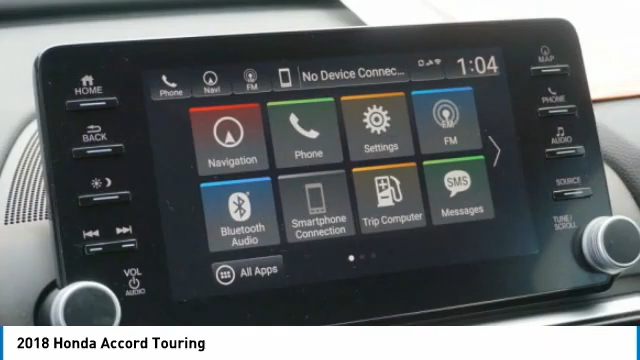 HOME
BACK
VOL
AUDIO
Phone
Navi
FM
No Device Connec...
1:04
Navigation
Phone
Settings
FM
Bluetooth
Audio
Smartphone
Connection
Trip Computer
SMS
Messages
All Apps
MAP
PHONE
AUDIO
SOURCE
TUNE/
SCROLL
2018 Honda Accord Touring